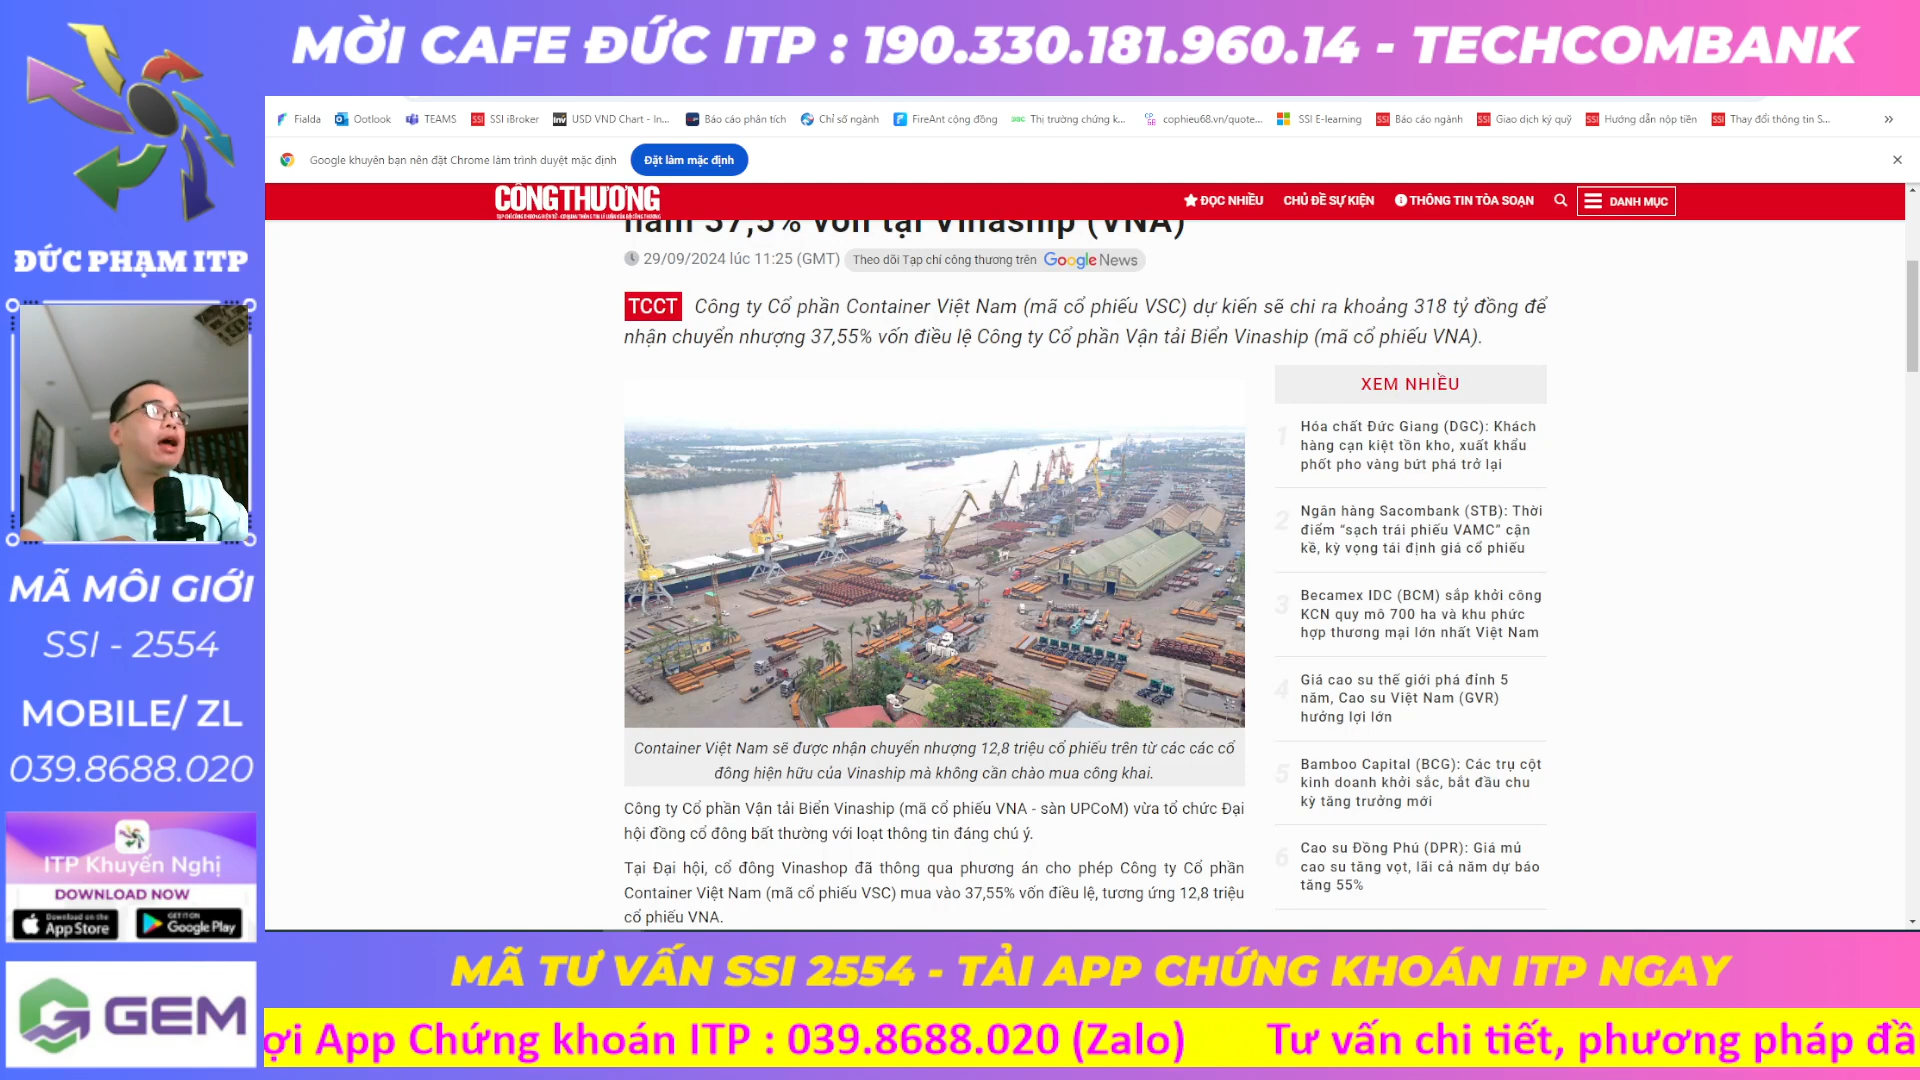 MỜI CAFE ĐỨC ITP : 190.330.181.960.14 - TECHCOMBANK
ĐỨC PHẠM ITP
MÃ MÔI GIỚI
SSI - 2554
MOBILE/ ZL
039.8688.020
ITP Khuyến Nghị
DOWNLOAD NOW
Download on the App Store
GET IT ON Google Play
GEM
Fialda Ootlook TEAMS SSI iBroker USD VND Chart - In... Báo cáo phân tích Chỉ số ngành FireAnt cộng đồng Thị trường chứng k... cophieu68.vn/quote... SSI E-learning Báo cáo ngành Giao dịch ký quỹ Hướng dẫn nộp tiền Thay đổi thông tin S... »
Google khuyên bạn nên đặt Chrome làm trình duyệt mặc định Đặt làm mặc định
CÔNG THƯƠNG ĐỌC NHIỀU CHỦ ĐỀ SỰ KIỆN THÔNG TIN TÒA SOẠN DANH MỤC
nắm 37,5% vốn tại Vinaship (VNA)
29/09/2024 lúc 11:25 (GMT) Theo dõi Tạp chí công thương trên Google News
TCCT Công ty Cổ phần Container Việt Nam (mã cổ phiếu VSC) dự kiến sẽ chi ra khoảng 318 tỷ đồng để
nhận chuyển nhượng 37,55% vốn điều lệ Công ty Cổ phần Vận tải Biển Vinaship (mã cổ phiếu VNA).
Container Việt Nam sẽ được nhận chuyển nhượng 12,8 triệu cổ phiếu trên từ các các cổ
đông hiện hữu của Vinaship mà không cần chào mua công khai.
Công ty Cổ phần Vận tải Biển Vinaship (mã cổ phiếu VNA - sàn UPCoM) vừa tổ chức Đại
hội đồng cổ đông bất thường với loạt thông tin đáng chú ý.
Tại Đại hội, cổ đông Vinashop đã thông qua phương án cho phép Công ty Cổ phần
Container Việt Nam (mã cổ phiếu VSC) mua vào 37,55% vốn điều lệ, tương ứng 12,8 triệu
cổ phiếu VNA.
XEM NHIỀU
1 Hóa chất Đức Giang (DGC): Khách
hàng cạn kiệt tồn kho, xuất khẩu
phốt pho vàng bứt phá trở lại
2 Ngân hàng Sacombank (STB): Thời
điểm “sạch trái phiếu VAMC” cận
kề, kỳ vọng tái định giá cổ phiếu
3 Becamex IDC (BCM) sắp khởi công
KCN quy mô 700 ha và khu phức
hợp thương mại lớn nhất Việt Nam
4 Giá cao su thế giới phá đỉnh 5
năm, Cao su Việt Nam (GVR)
hưởng lợi lớn
5 Bamboo Capital (BCG): Các trụ cột
kinh doanh khởi sắc, bắt đầu chu
kỳ tăng trưởng mới
6 Cao su Đồng Phú (DPR): Giá mủ
cao su tăng vọt, lãi cả năm dự báo
tăng 55%
MÃ TƯ VẤN SSI 2554 - TẢI APP CHỨNG KHOÁN ITP NGAY
ợi App Chứng khoán ITP : 039.8688.020 (Zalo) Tư vấn chi tiết, phương pháp đầ